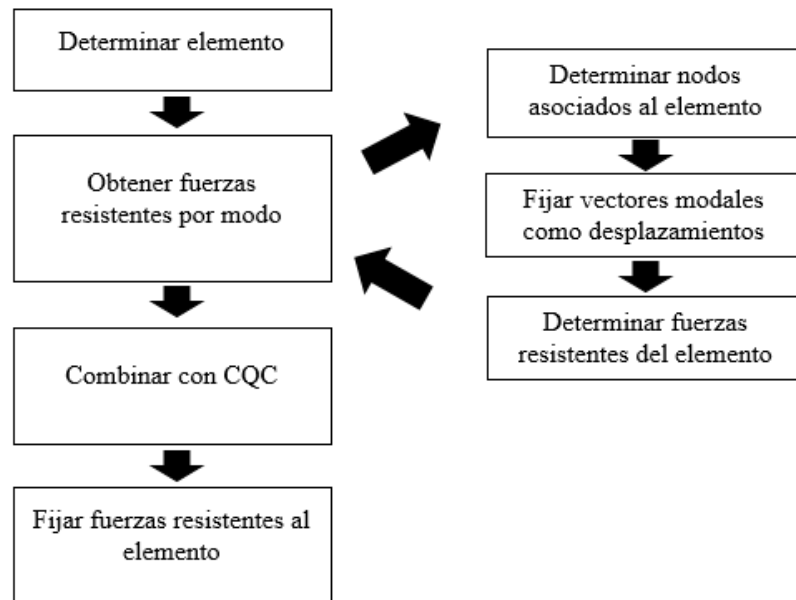 Determinar elemento
Obtener fuerzas
resistentes por modo
Combinar con CQC
Fijar fuerzas resistentes al
elemento
Determinar nodos
asociados al elemento
Fijar vectores modales
como desplazamientos
Determinar fuerzas
resistentes del elemento